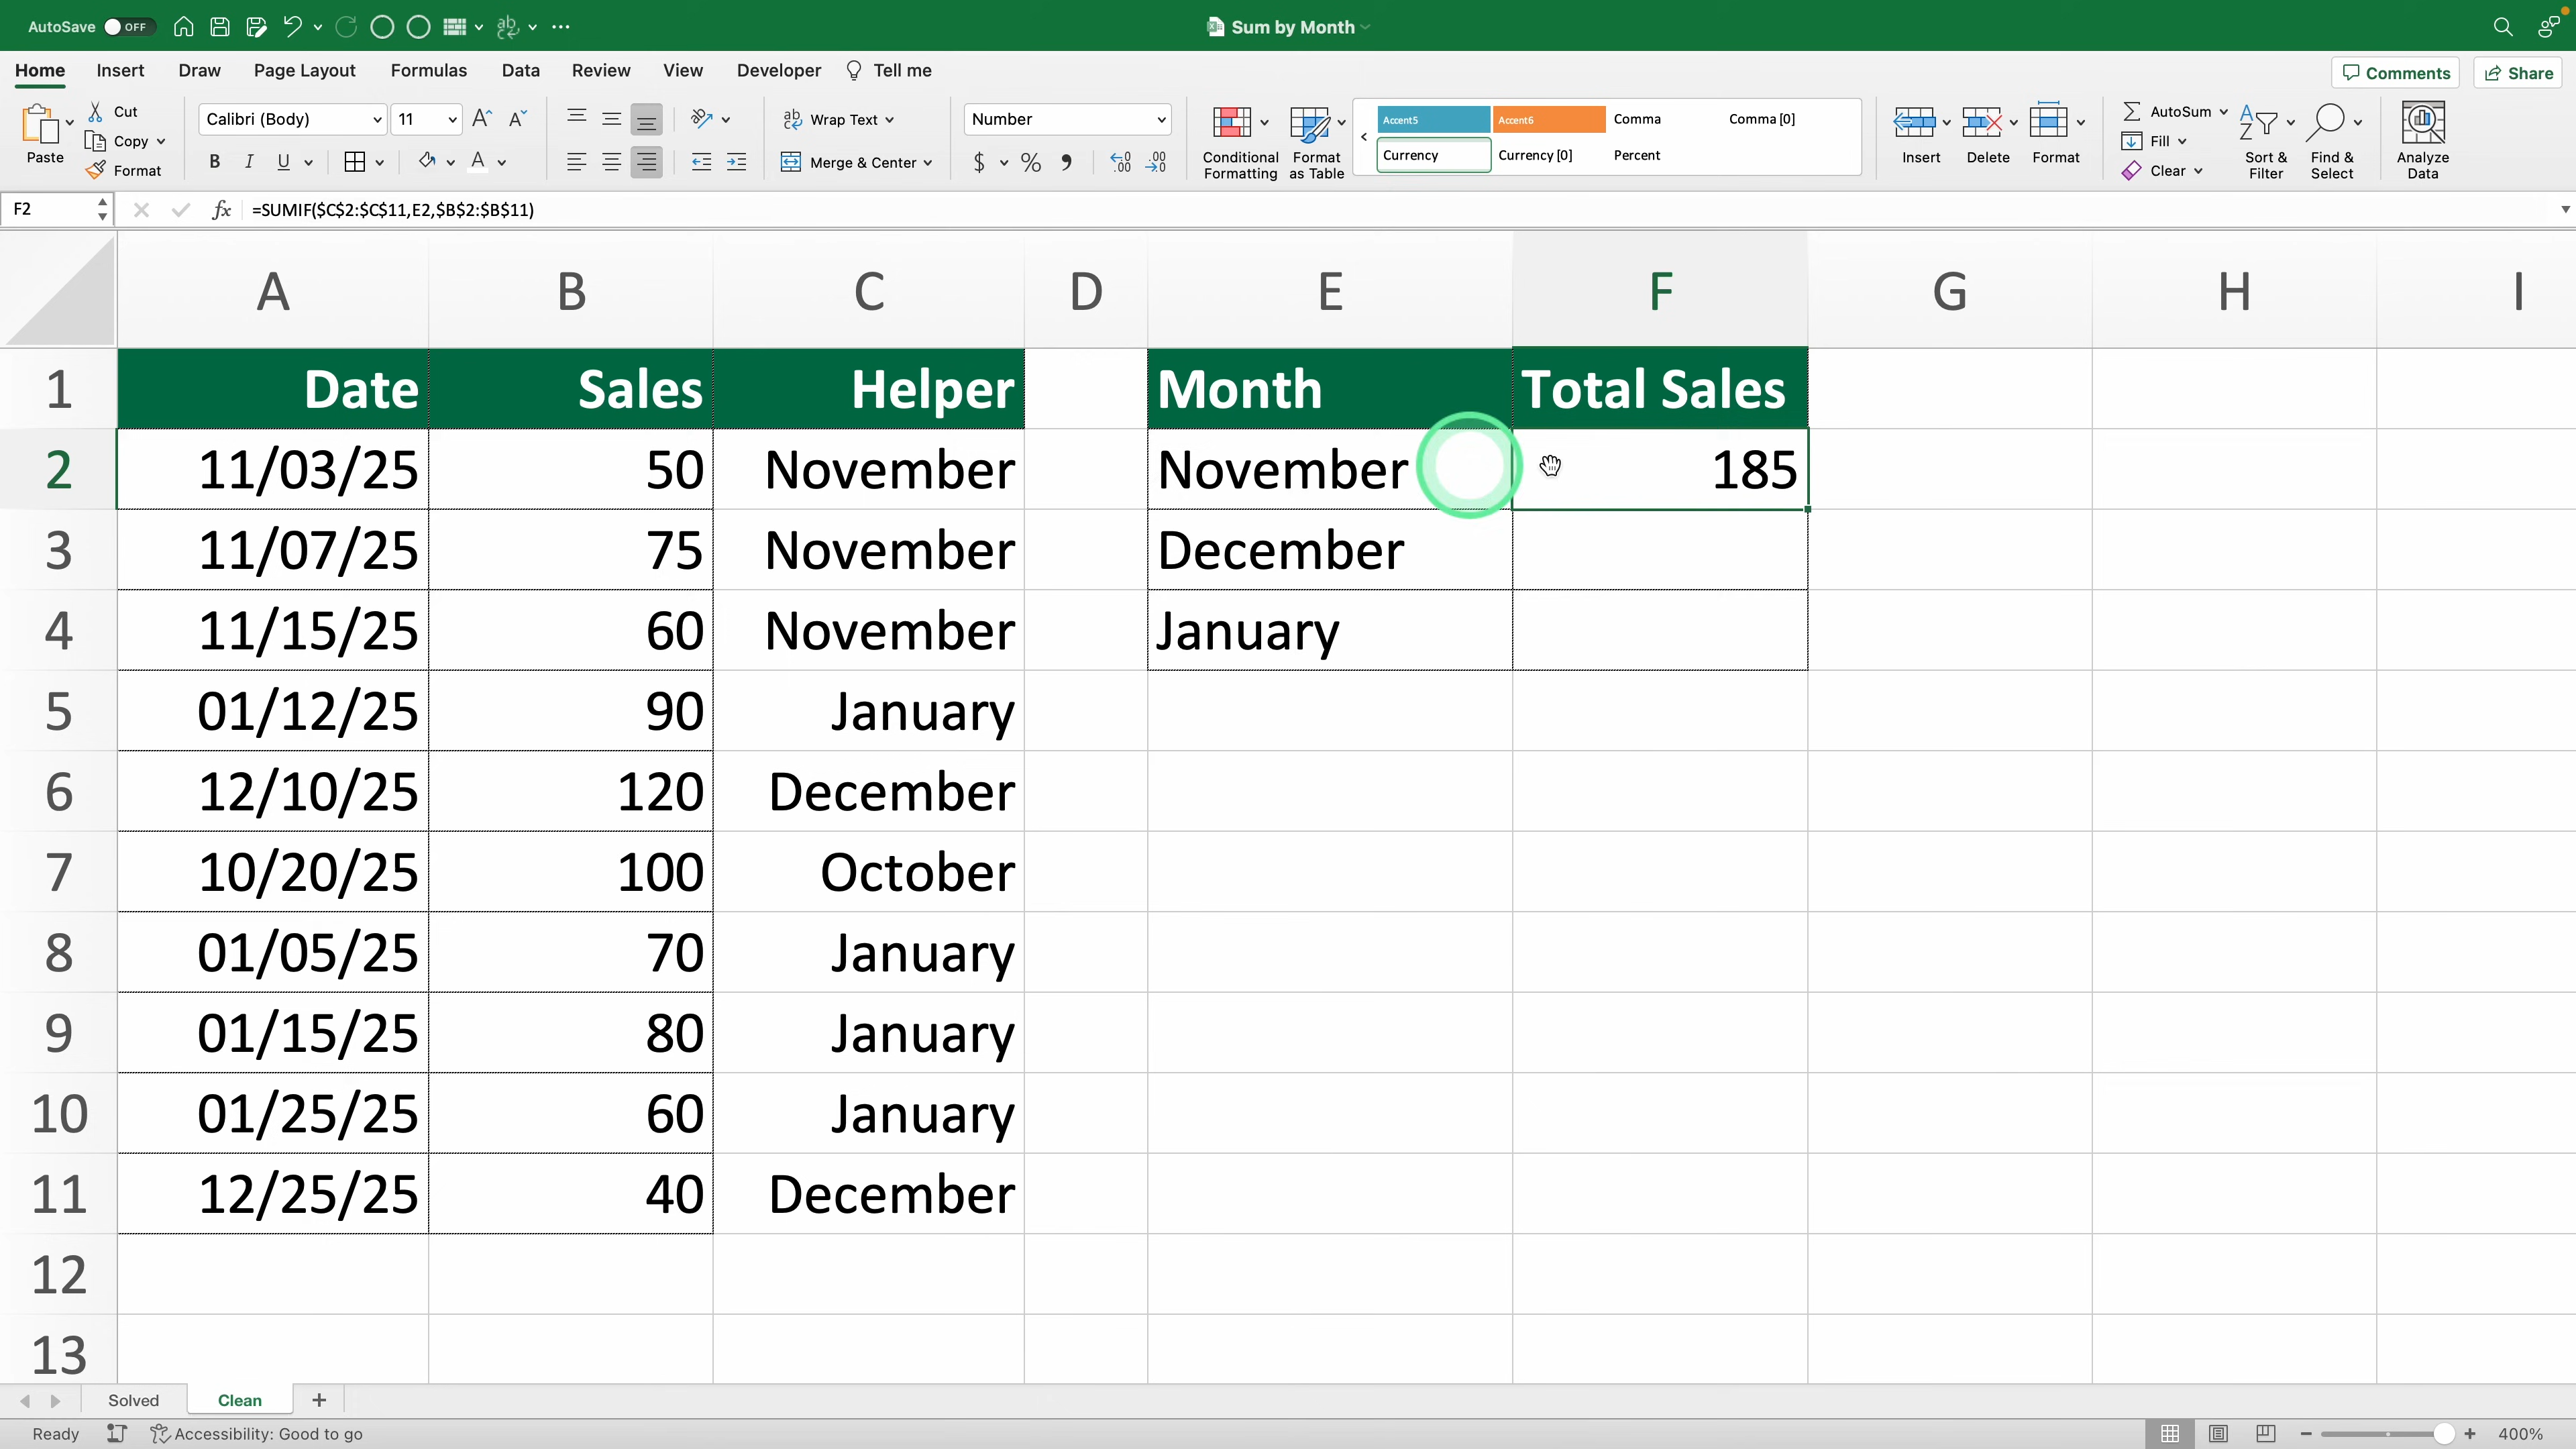 AutoSave OFF
Sum by Month
Home Insert Draw Page Layout Formulas Data Review View Developer Tell me
Comments Share
Paste
Cut
Copy
Format
Calibri (Body) 11
B I U
Wrap Text
Merge & Center
Number
$ % 9
Conditional Formatting
Format as Table
Accent5 Accent6 Comma Comma [0]
Currency Currency [0] Percent
Insert Delete Format
AutoSum
Fill
Clear
Sort & Filter
Find & Select
Analyze Data
F2 fx =SUMIF($C$2:$C$11,E2,$B$2:$B$11)
A B C D E F G H I
1 Date Sales Helper Month Total Sales
2 11/03/25 50 November November 185
3 11/07/25 75 November December
4 11/15/25 60 November January
5 01/12/25 90 January
6 12/10/25 120 December
7 10/20/25 100 October
8 01/05/25 70 January
9 01/15/25 80 January
10 01/25/25 60 January
11 12/25/25 40 December
12
13
Solved Clean +
Ready Accessibility: Good to go 400%